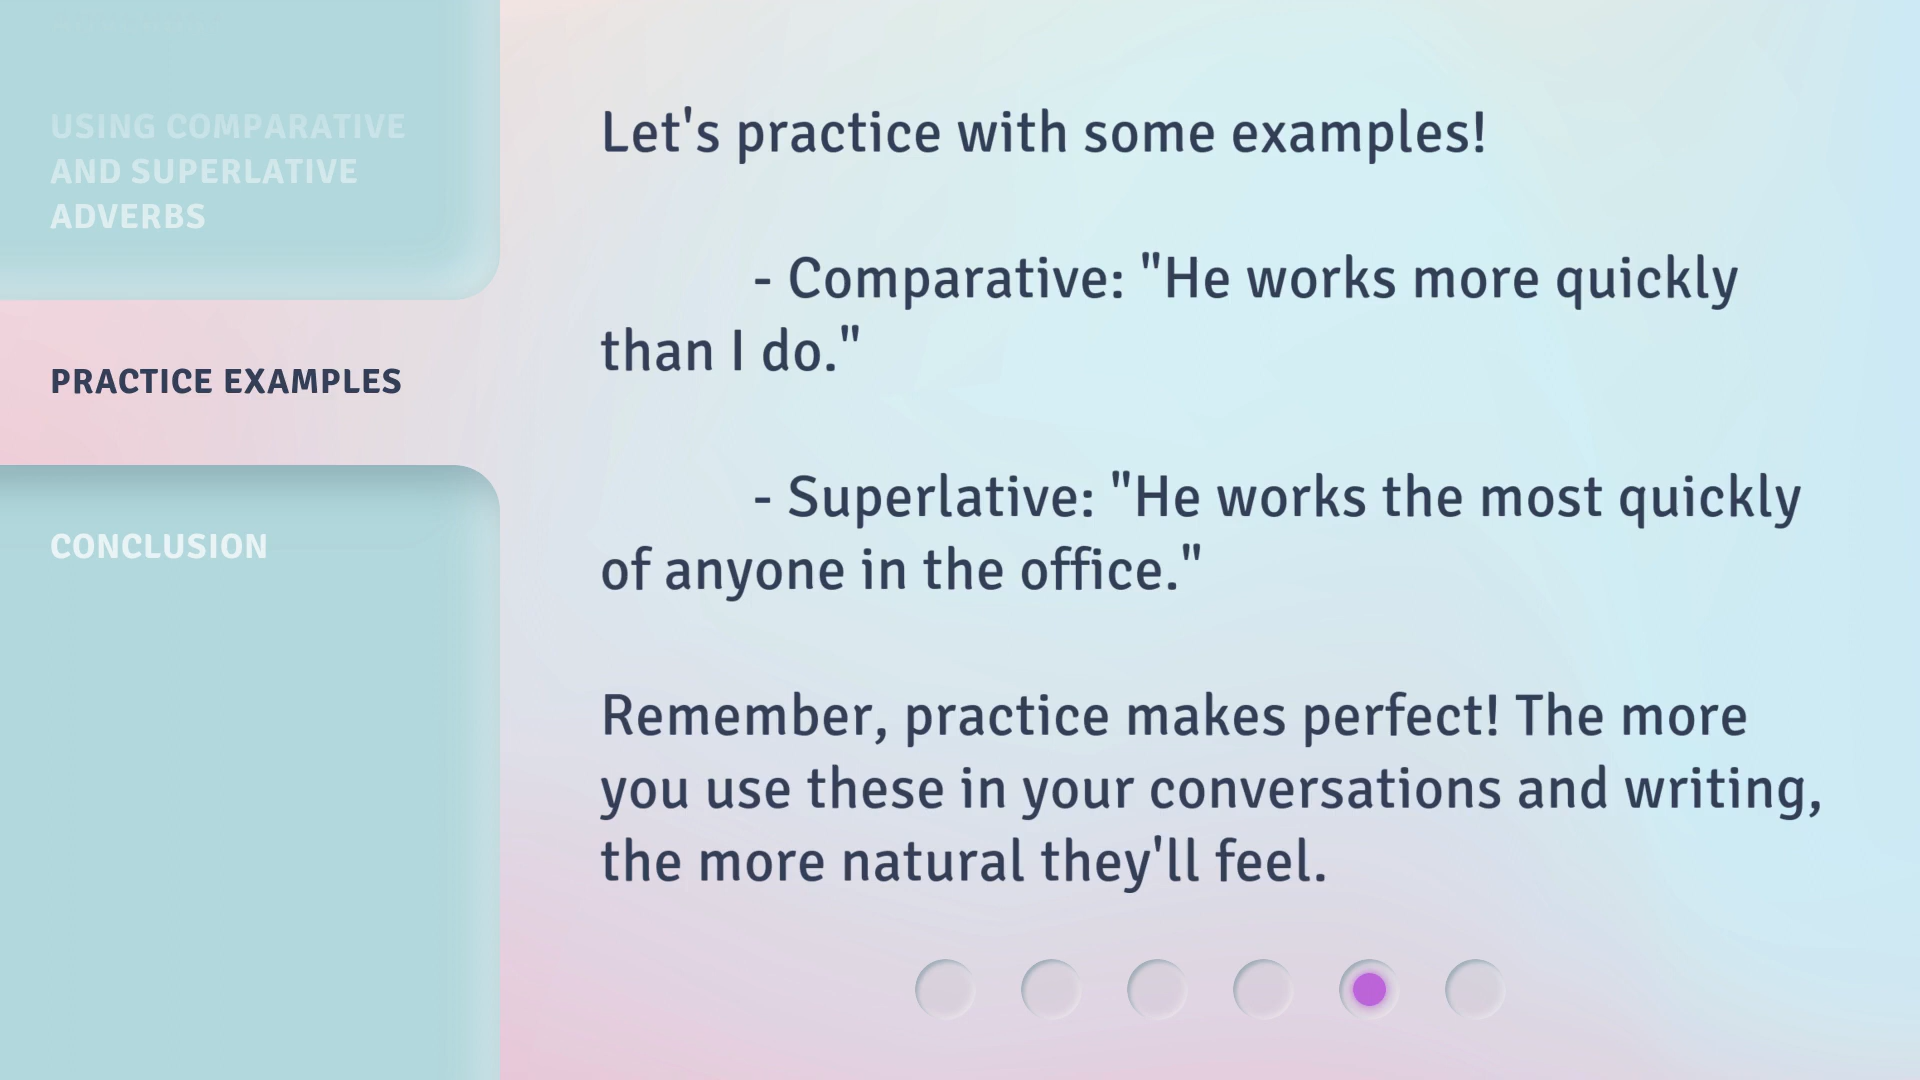 USING COMPARATIVE
AND SUPERLATIVE
ADVERBS
PRACTICE EXAMPLES
CONCLUSION
Let's practice with some examples!
- Comparative: "He works more quickly
than I do."
- Superlative: "He works the most quickly
of anyone in the office."
Remember, practice makes perfect! The more
you use these in your conversations and writing,
the more natural they'll feel.